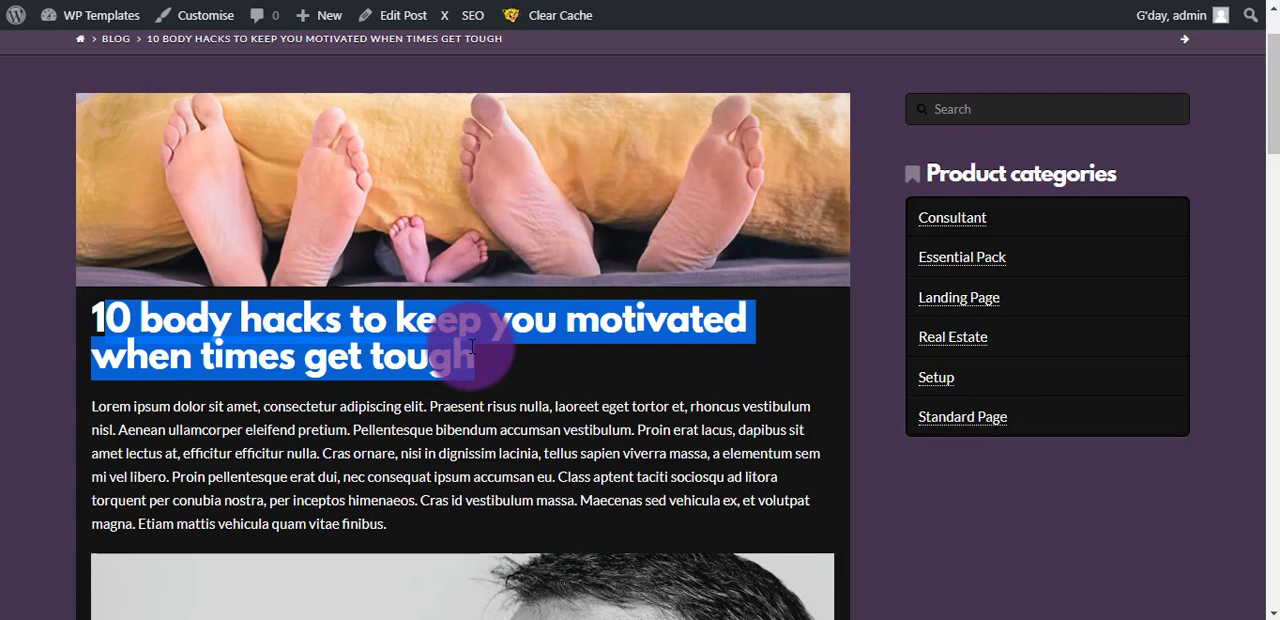 WP Templates Customise 0 New Edit Post X SEO Clear Cache G'day, admin
BLOG 10 BODY HACKS TO KEEP YOU MOTIVATED WHEN TIMES GET TOUGH
Search
Product categories
Consultant
Essential Pack
Landing Page
Real Estate
Setup
Standard Page
10 body hacks to keep you motivated
when times get tough
Lorem ipsum dolor sit amet, consectetur adipiscing elit. Praesent risus nulla, laoreet eget tortor et, rhoncus vestibulum
nisl. Aenean ullamcorper eleifend pretium. Pellentesque bibendum accumsan vestibulum. Proin erat lacus, dapibus sit
amet lectus at, efficitur efficitur nulla. Cras ornare, nisi in dignissim lacinia, tellus sapien viverra massa, a elementum sem
mi vel libero. Proin pellentesque erat dui, nec consequat ipsum accumsan eu. Class aptent taciti sociosqu ad litora
torquent per conubia nostra, per inceptos himenaeos. Cras id vestibulum massa. Maecenas sed vehicula ex, et volutpat
magna. Etiam mattis vehicula quam vitae finibus.